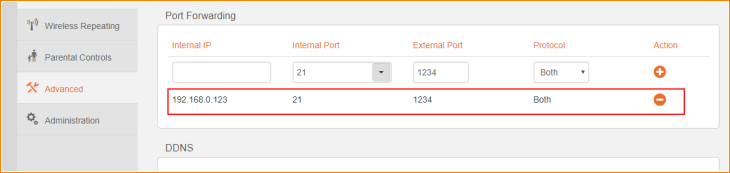 Port Forwarding
Wireless Repeating
Parental Controls
Advanced
Administration
Internal IP Internal Port External Port Protocol Action
21 1234 Both
192.168.0.123 21 1234 Both
DDNS